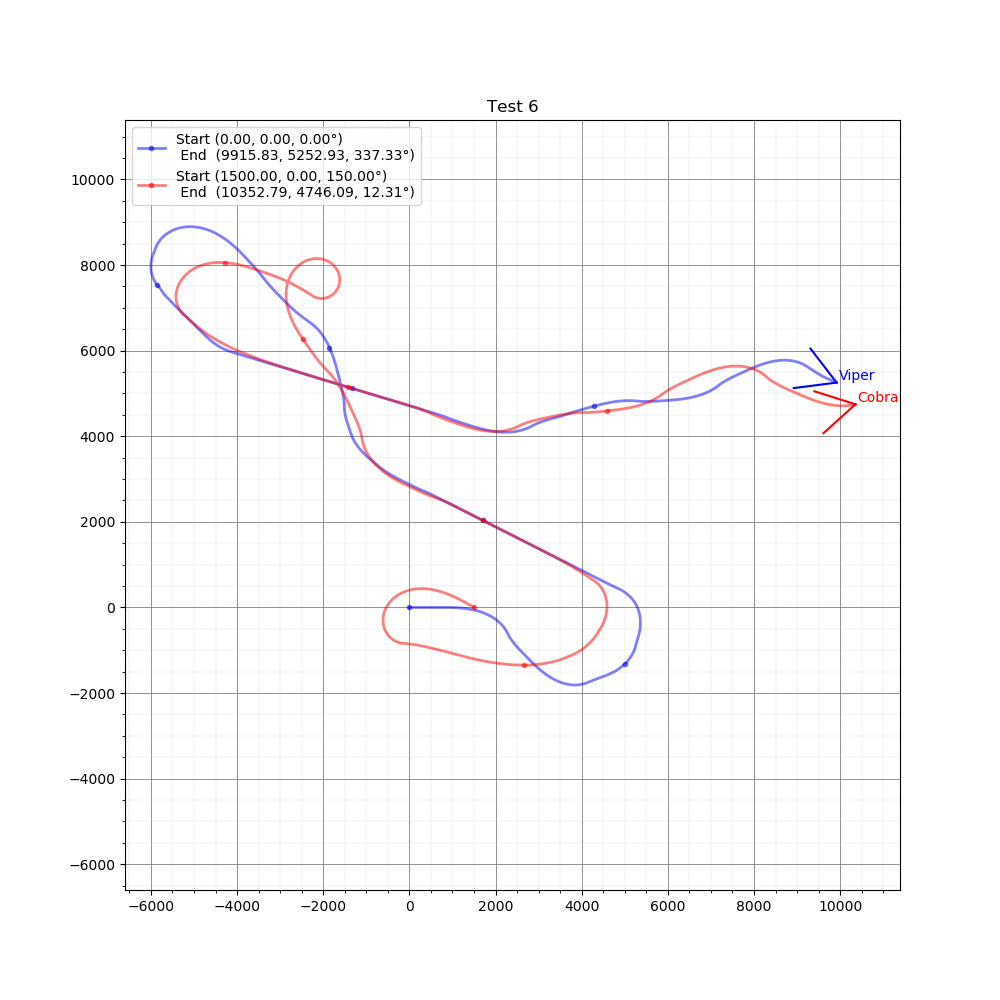 Test 6
Start (0.00, 0.00, 0.00°)
End  (9915.83, 5252.93, 337.33°)
Start (1500.00, 0.00, 150.00°)
End  (10352.79, 4746.09, 12.31°)
10000
8000
6000
4000
2000
0
−2000
−4000
−6000
Viper
Cobra
−6000 −4000 −2000 0 2000 4000 6000 8000 10000